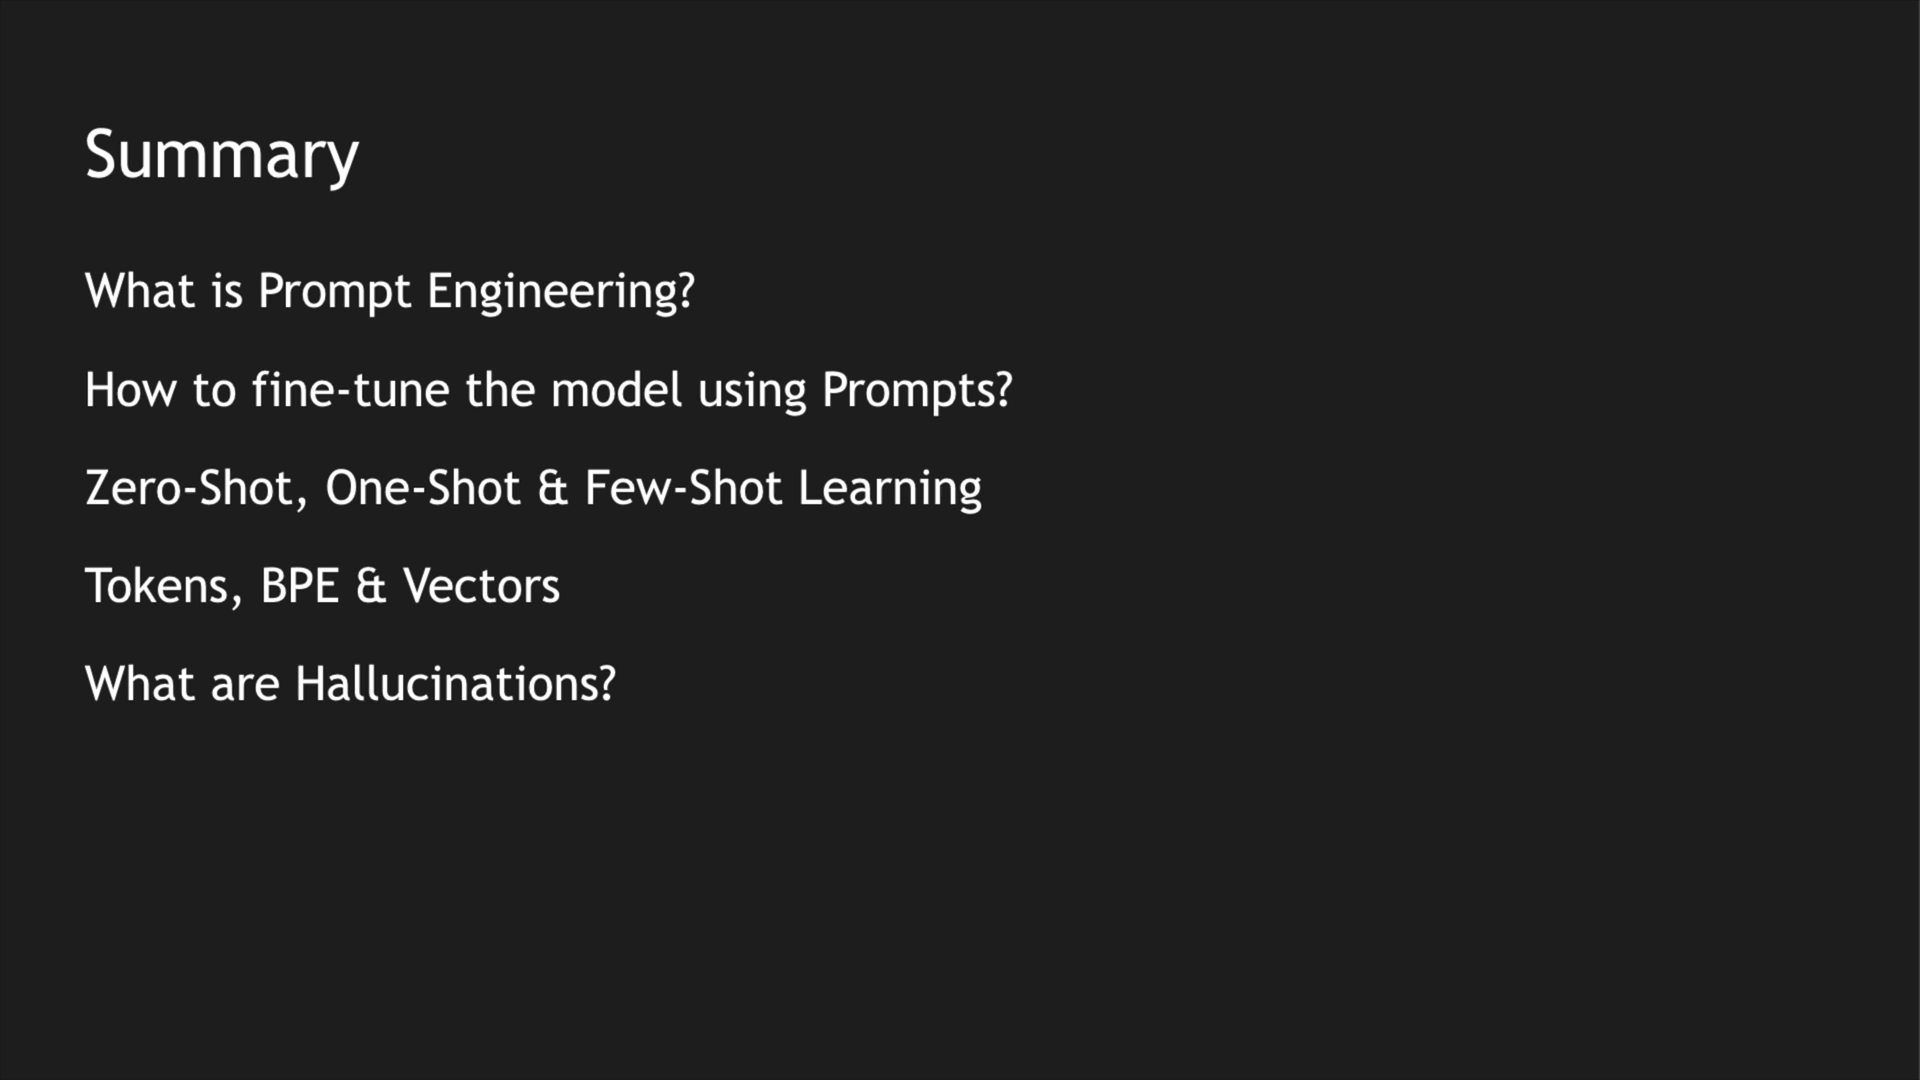 Summary
What is Prompt Engineering?
How to fine-tune the model using Prompts?
Zero-Shot, One-Shot & Few-Shot Learning
Tokens, BPE & Vectors
What are Hallucinations?